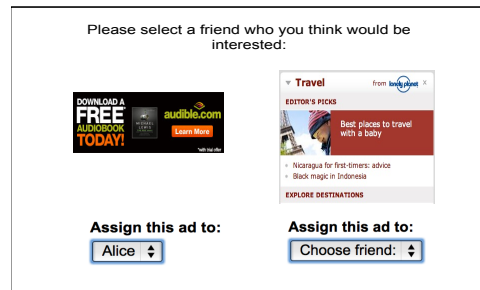 Please select a friend who you think would be
interested:
DOWNLOAD A
FREE
AUDIOBOOK
TODAY!
MICHAEL
LEWIS
audible.com
Learn More
*with trial offer
Assign this ad to:
Alice
Travel from lonely planet ×
EDITOR'S PICKS
Best places to travel
with a baby
Nicaragua for first-timers: advice
Black magic in Indonesia
EXPLORE DESTINATIONS
Assign this ad to:
Choose friend: